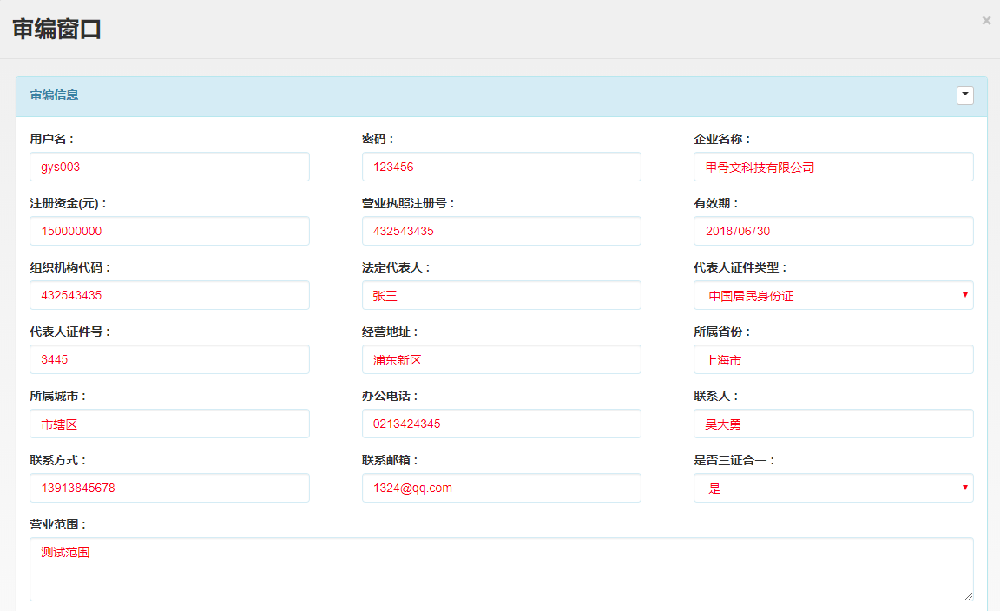 审编窗口
×
审编信息
用户名： 密码： 企业名称：
gys003 123456 甲骨文科技有限公司
注册资金(元)： 营业执照注册号： 有效期：
150000000 432543435 2018/06/30
组织机构代码： 法定代表人： 代表人证件类型：
432543435 张三 中国居民身份证
代表人证件号： 经营地址： 所属省份：
3445 浦东新区 上海市
所属城市： 办公电话： 联系人：
市辖区 0213424345 吴大勇
联系方式： 联系邮箱： 是否三证合一：
13913845678 1324@qq.com 是
营业范围：
测试范围